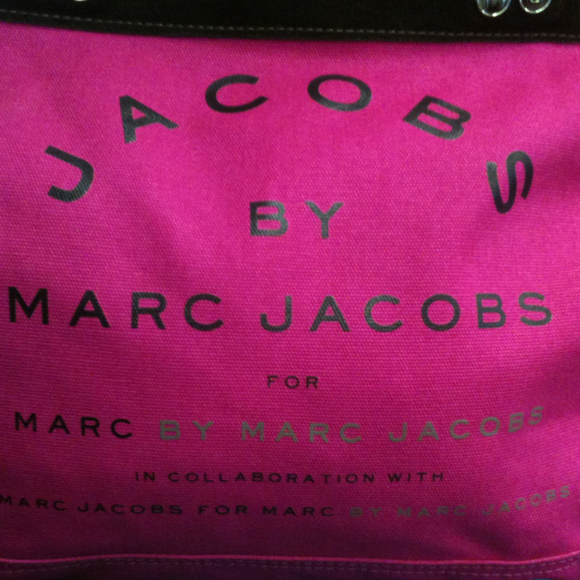 JACOBS
BY
MARC JACOBS
FOR
MARC BY MARC JACOBS
IN COLLABORATION WITH
MARC JACOBS FOR MARC BY MARC JACOBS